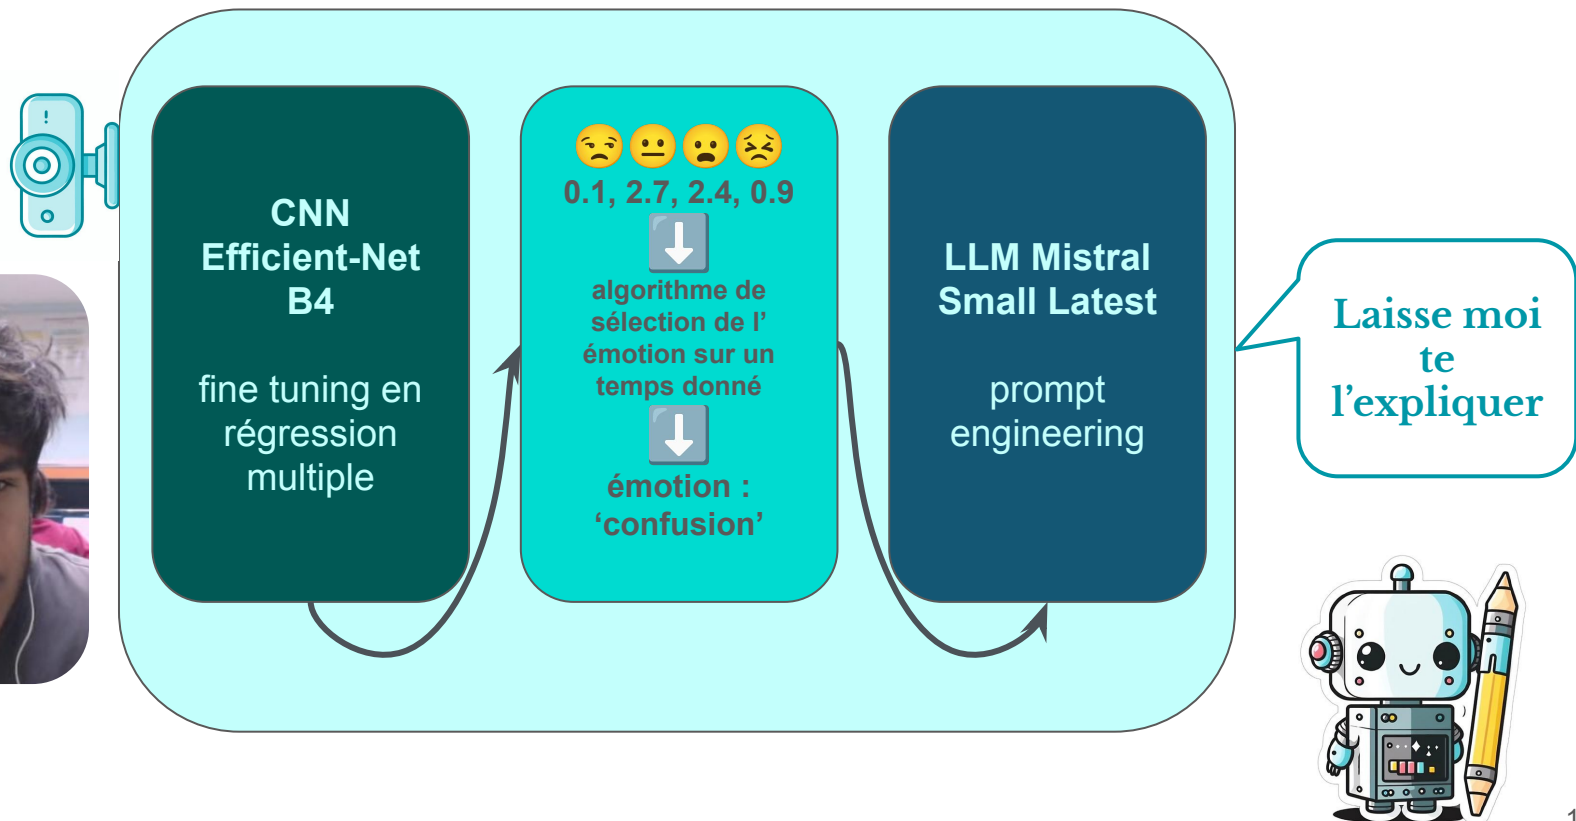 CNN
Efficient-Net
B4
fine tuning en
régression
multiple
0.1, 2.7, 2.4, 0.9
algorithme de
sélection de l’
émotion sur un
temps donné
émotion :
‘confusion’
LLM Mistral
Small Latest
prompt
engineering
Laisse moi
te
l’expliquer